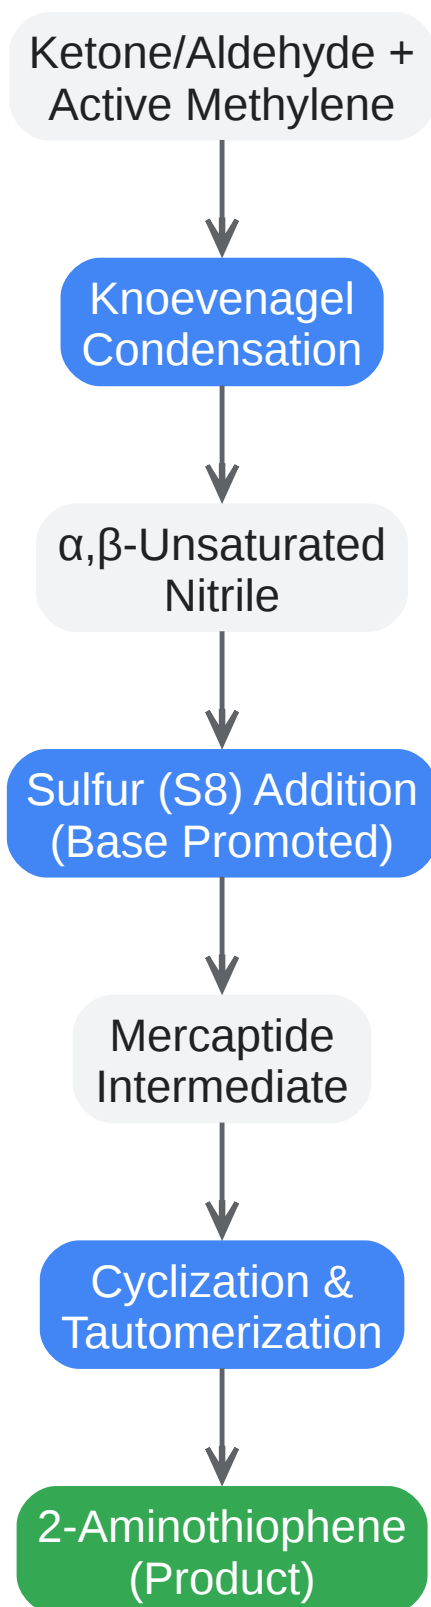 Ketone/Aldehyde +
Active Methylene
Knoevenagel
Condensation
α,β-Unsaturated
Nitrile
Sulfur (S8) Addition
(Base Promoted)
Mercaptide
Intermediate
Cyclization &
Tautomerization
2-Aminothiophene
(Product)